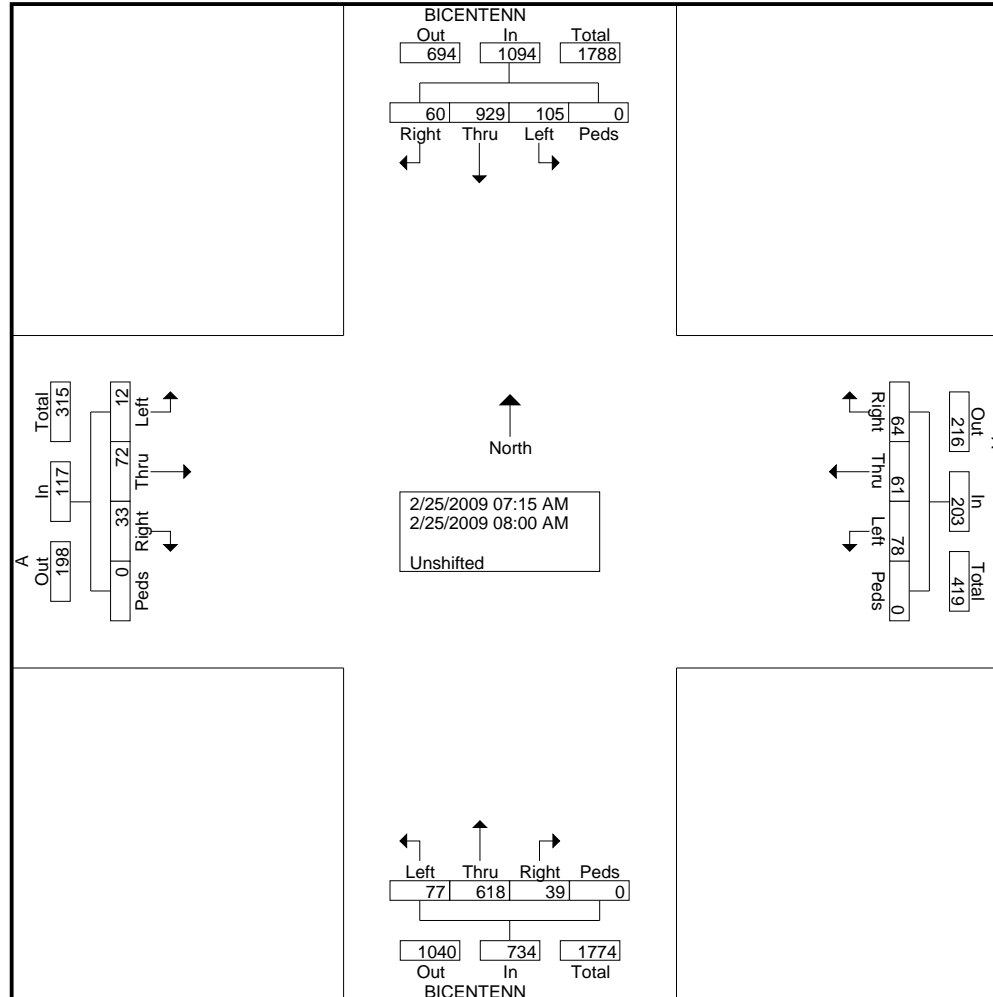 BICENTENN
Out In Total
694 1094 1788
60 929 105 0
Right Thru Left Peds
Total In Out
315 117 198
A
12 72 33 0
Left Thru Right Peds
North
2/25/2009 07:15 AM
2/25/2009 08:00 AM
Unshifted
Right Thru Left Peds
64 61 78 0
Out In Total
216 203 419
Left Thru Right Peds
77 618 39 0
1040 734 1774
Out In Total
BICENTENN